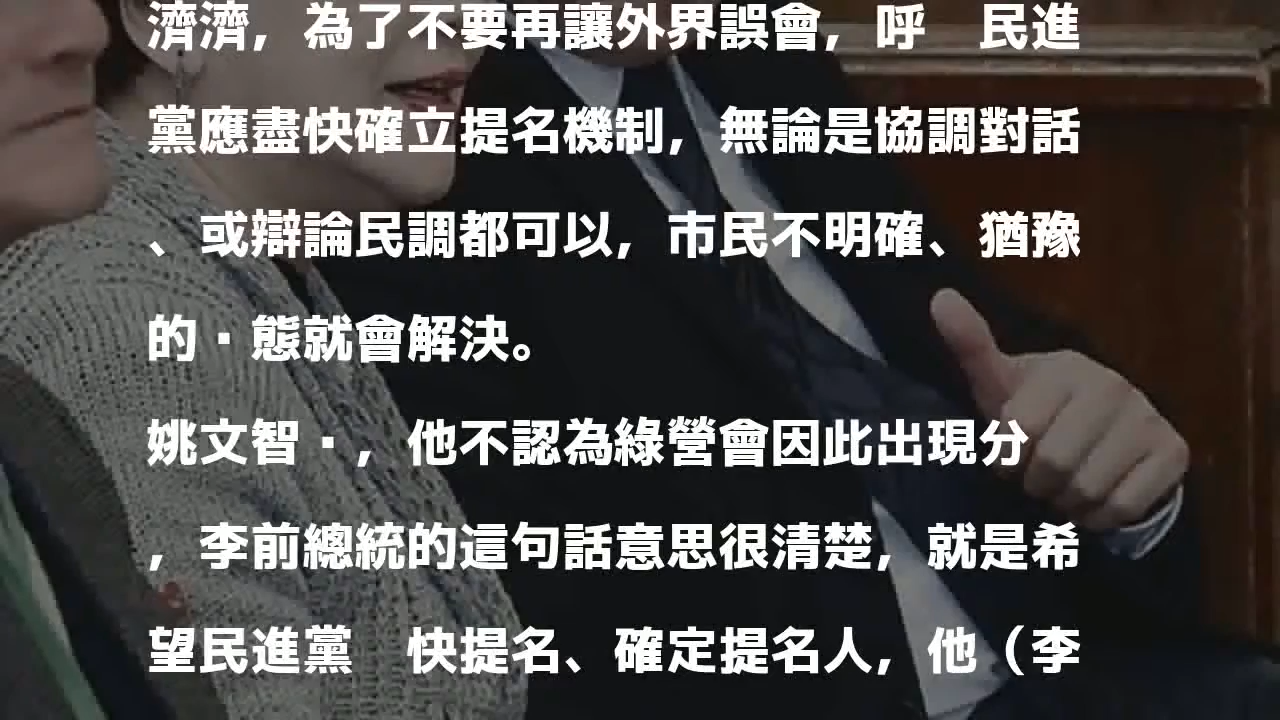 濟濟，為了不要再讓外界誤會，呼　民進
黨應盡快確立提名機制，無論是協調對話
、或辯論民調都可以，市民不明確、猶豫
的·態就會解決。
姚文智·，他不認為綠營會因此出現分
，李前總統的這句話意思很清楚，就是希
望民進黨　快提名、確定提名人，他（李